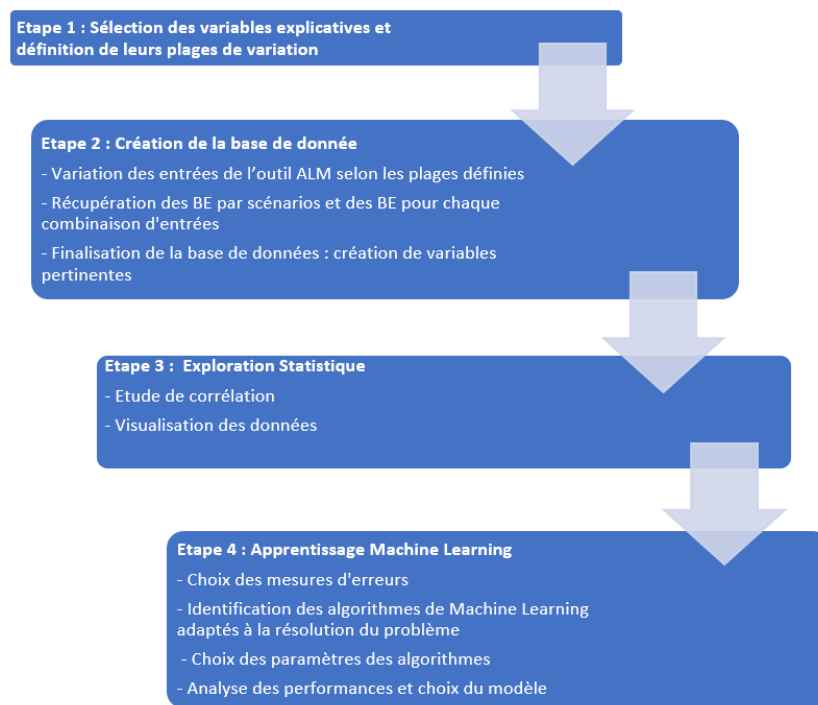 Etape 1 : Sélection des variables explicatives et
définition de leurs plages de variation
Etape 2 : Création de la base de donnée
- Variation des entrées de l’outil ALM selon les plages définies
- Récupération des BE par scénarios et des BE pour chaque
combinaison d'entrées
- Finalisation de la base de données : création de variables
pertinentes
Etape 3 :  Exploration Statistique
- Etude de corrélation
- Visualisation des données
Etape 4 : Apprentissage Machine Learning
- Choix des mesures d'erreurs
- Identification des algorithmes de Machine Learning
adaptés à la résolution du problème
- Choix des paramètres des algorithmes
- Analyse des performances et choix du modèle